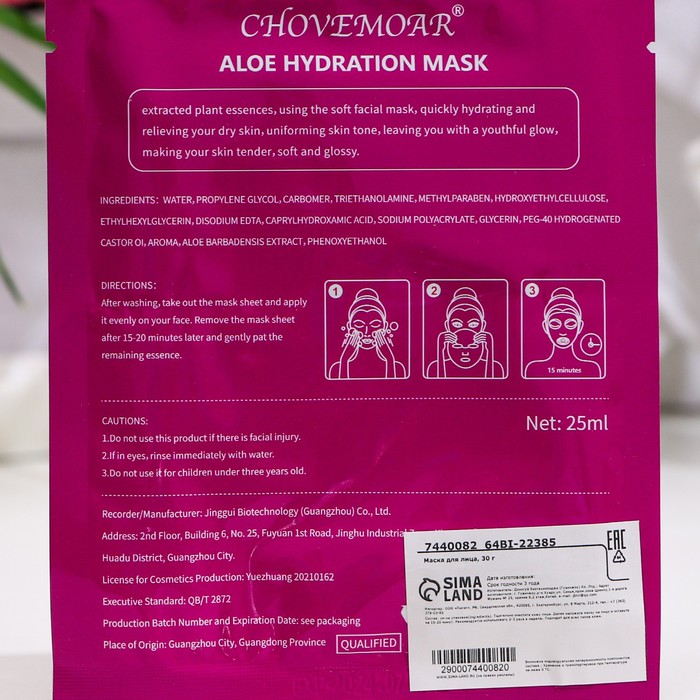 CHOVEMOAR®
ALOE HYDRATION MASK
extracted plant essences, using the soft facial mask, quickly hydrating and
relieving your dry skin, uniforming skin tone, leaving you with a youthful glow,
making your skin tender, soft and glossy.
INGREDIENTS: WATER, PROPYLENE GLYCOL, CARBOMER, TRIETHANOLAMINE, METHYLPARABEN, HYDROXYETHYLCELLULOSE,
ETHYLHEXYLGLYCERIN, DISODIUM EDTA, CAPRYLHYDROXAMIC ACID, SODIUM POLYACRYLATE, GLYCERIN, PEG-40 HYDROGENATED
CASTOR OI, AROMA, ALOE BARBADENSIS EXTRACT, PHENOXYETHANOL
DIRECTIONS:
After washing, take out the mask sheet and apply
it evenly on your face. Remove the mask sheet
after 15-20 minutes later and gently pat the
remaining essence.
1
2
3
15 minutes
CAUTIONS:
1.Do not use this product if there is facial injury.
2.If in eyes, rinse immediately with water.
3.Do not use it for children under three years old.
Net: 25ml
Recorder/Manufacturer: Jinggui Biotechnology (Guangzhou) Co., Ltd.
Address: 2nd Floor, Building 6, No. 25, Fuyuan 1st Road, Jinghu Industrial
Huadu District, Guangzhou City.
License for Cosmetics Production: Yuezhuang 20210162
Executive Standard: QB/T 2872
Production Batch Number and Expiration Date: see packaging
Place of Origin: Guangzhou City, Guangdong Province
QUALIFIED
7440082 64BI-22385
Маска для лица, 30 г
EAC
SIMA
LAND
Дата изготовления:
Срок годности 3 года
2900074400820